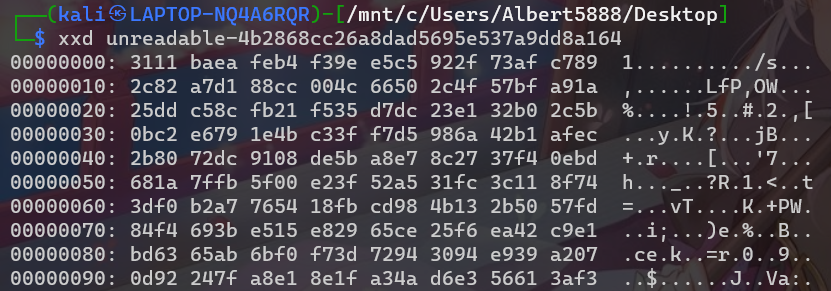 ┌──(kali㉿LAPTOP-NQ4A6RQR)-[/mnt/c/Users/Albert5888/Desktop]
└─$ xxd unreadable-4b2868cc26a8dad5695e537a9dd8a164
00000000: 3111 baea feb4 f39e e5c5 922f 73af c789  1........../s...
00000010: 2c82 a7d1 88cc 004c 6650 2c4f 57bf a91a  ,......LfP,OW...
00000020: 25dd c58c fb21 f535 d7dc 23e1 32b0 2c5b  %....!.5..#.2.,[
00000030: 0bc2 e679 1e4b c33f f7d5 986a 42b1 afec  ...y.K.?...jB...
00000040: 2b80 72dc 9108 de5b a8e7 8c27 37f4 0ebd  +.r....[...'7...
00000050: 681a 7ffb 5f00 e23f 52a5 31fc 3c11 8f74  h..._..?R.1.<..t
00000060: 3df0 b2a7 7654 18fb cd98 4b13 2b50 57fd  =...vT....K.+PW.
00000070: 84f4 693b e515 e829 65ce 25f6 ea42 c9e1  ..i;...)e.%..B..
00000080: bd63 65ab 6bf0 f73d 7294 3094 e939 a207  .ce.k..=r.0..9..
00000090: 0d92 247f a8e1 8e1f a34a d6e3 5661 3af3  ..$......J..Va:.